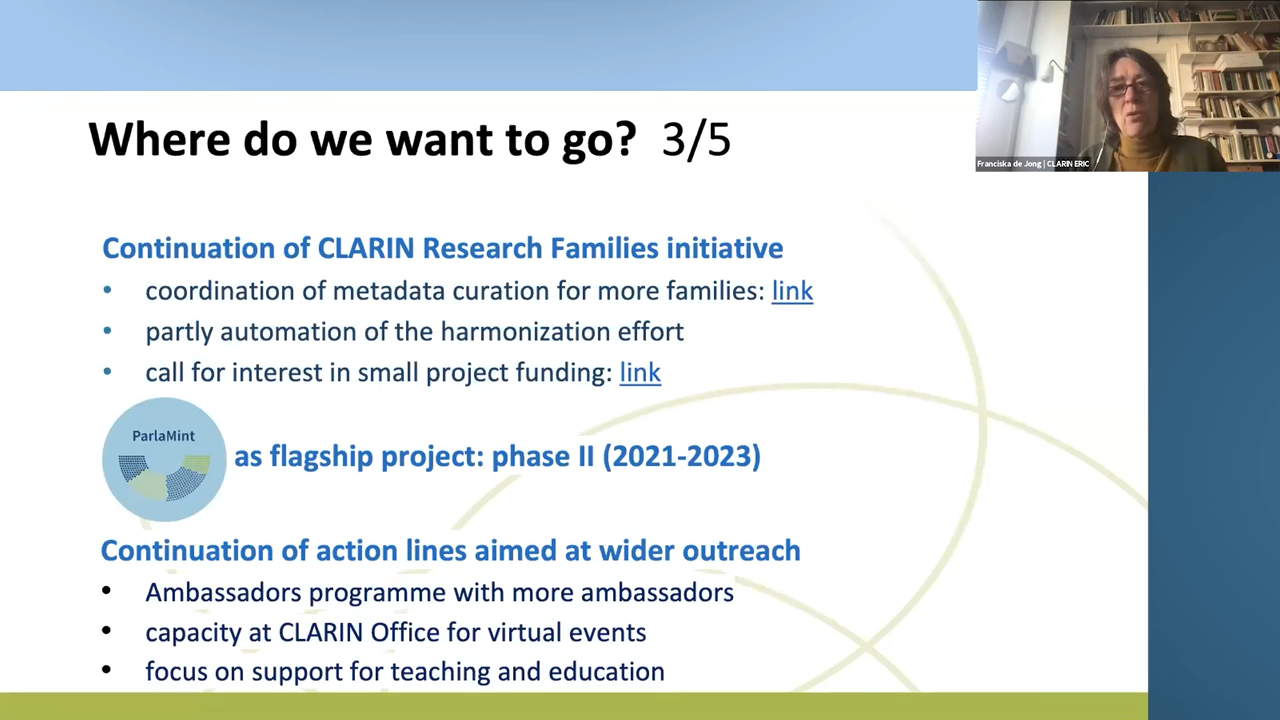 Franciska de Jong | CLARIN ERIC
Where do we want to go? 3/5
Continuation of CLARIN Research Families initiative
• coordination of metadata curation for more families: link
• partly automation of the harmonization effort
• call for interest in small project funding: link
ParlaMint
as flagship project: phase II (2021-2023)
Continuation of action lines aimed at wider outreach
• Ambassadors programme with more ambassadors
• capacity at CLARIN Office for virtual events
• focus on support for teaching and education